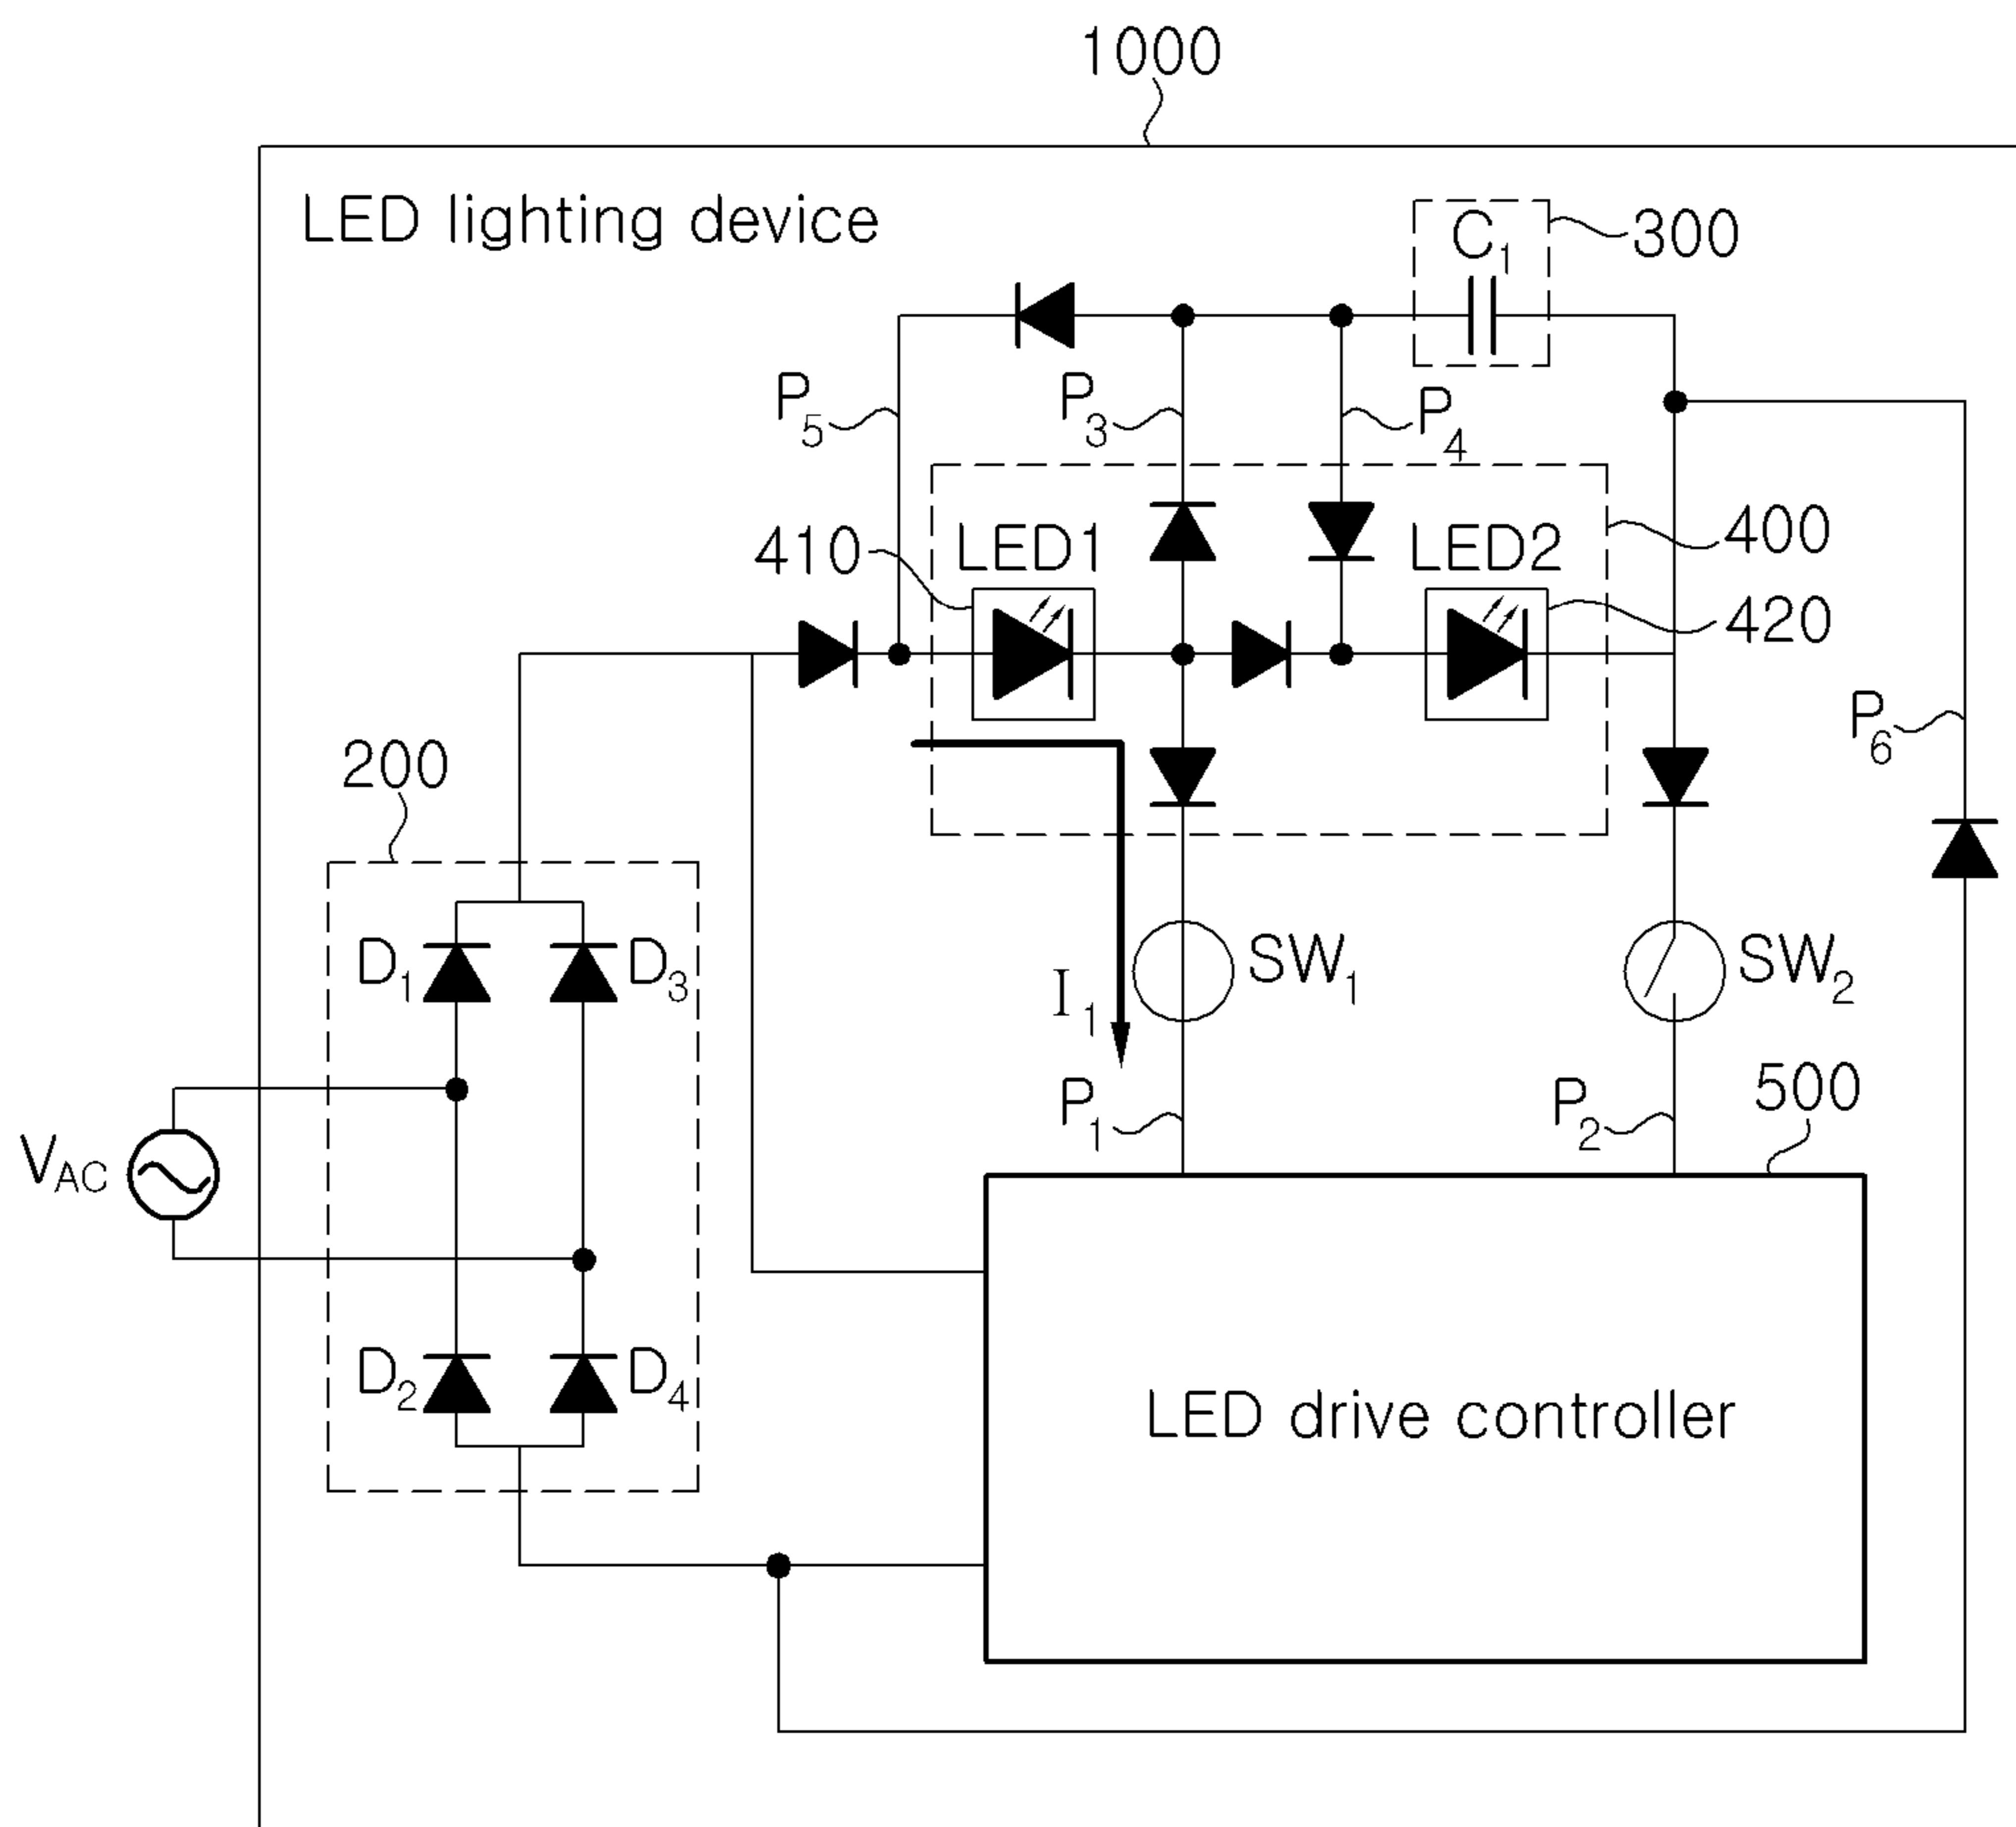 1000
LED lighting device
C1
300
P5
P3
P4
410
LED1
LED2
400
420
P6
200
D1
D3
I1
SW1
SW2
P1
P2
500
VAC
D2
D4
LED drive controller